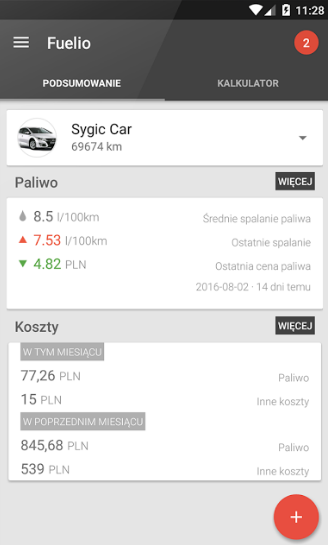 11:28
Fuelio
2
PODSUMOWANIE KALKULATOR
Sygic Car
69674 km
Paliwo WIĘCEJ
8.5 l/100km Średnie spalanie paliwa
7.53 l/100km Ostatnie spalanie
4.82 PLN Ostatnia cena paliwa
2016-08-02 · 14 dni temu
Koszty WIĘCEJ
W TYM MIESIĄCU
77,26 PLN Paliwo
15 PLN Inne koszty
W POPRZEDNIM MIESIĄCU
845,68 PLN Paliwo
539 PLN Inne koszty
+